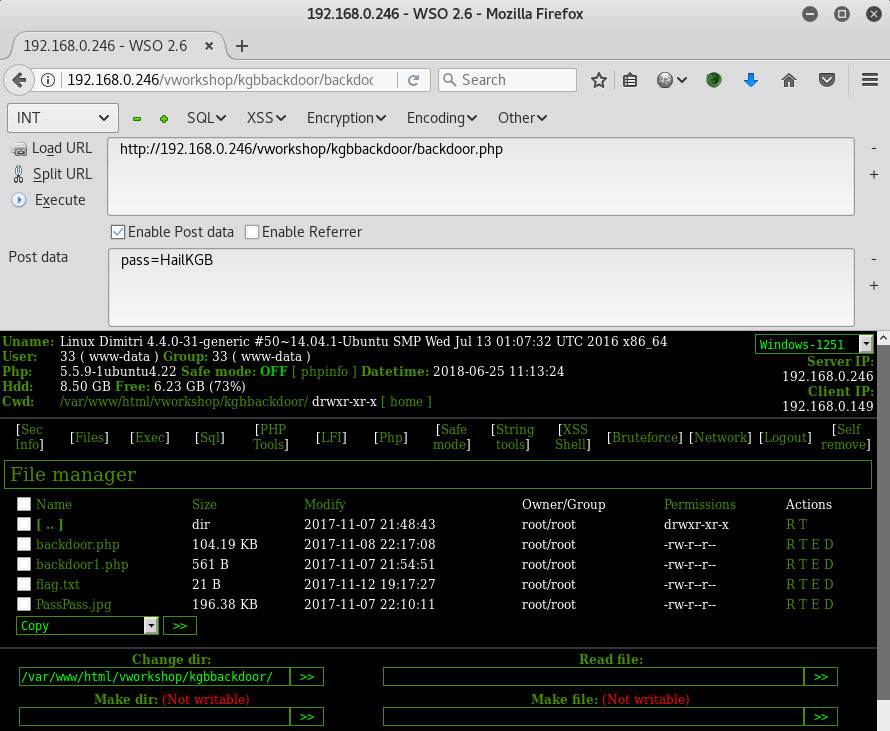 192.168.0.246 - WSO 2.6 - Mozilla Firefox
192.168.0.246 - WSO 2.6
192.168.0.246/vworkshop/kgbbackdoor/backdoc
Search
INT
SQL
XSS
Encryption
Encoding
Other
Load URL
http://192.168.0.246/vworkshop/kgbbackdoor/backdoor.php
-
Split URL
+
Execute
Enable Post data
Enable Referrer
Post data
pass=HailKGB
-
+
Uname: Linux Dimitri 4.4.0-31-generic #50~14.04.1-Ubuntu SMP Wed Jul 13 01:07:32 UTC 2016 x86_64
Windows-1251
User: 33 ( www-data ) Group: 33 ( www-data )
Server IP:
Php: 5.5.9-1ubuntu4.22 Safe mode: OFF [ phpinfo ] Datetime: 2018-06-25 11:13:24
192.168.0.246
Hdd: 8.50 GB Free: 6.23 GB (73%)
Client IP:
Cwd: /var/www/html/vworkshop/kgbbackdoor/ drwxr-xr-x [ home ]
192.168.0.149
[Sec Info]
[Files]
[Exec]
[Sql]
[PHP Tools]
[LFI]
[Php]
[Safe mode]
[String tools]
[XSS Shell]
[Bruteforce]
[Network]
[Logout]
[Self remove]
File manager
Name Size Modify Owner/Group Permissions Actions
[ .. ] dir 2017-11-07 21:48:43 root/root drwxr-xr-x R T
backdoor.php 104.19 KB 2017-11-08 22:17:08 root/root -rw-r--r-- R T E D
backdoor1.php 561 B 2017-11-07 21:54:51 root/root -rw-r--r-- R T E D
flag.txt 21 B 2017-11-12 19:17:27 root/root -rw-r--r-- R T E D
PassPass.jpg 196.38 KB 2017-11-07 22:10:11 root/root -rw-r--r-- R T E D
Copy >>
Change dir: Read file:
/var/www/html/vworkshop/kgbbackdoor/ >> >>
Make dir: (Not writable) Make file: (Not writable)
>> >>